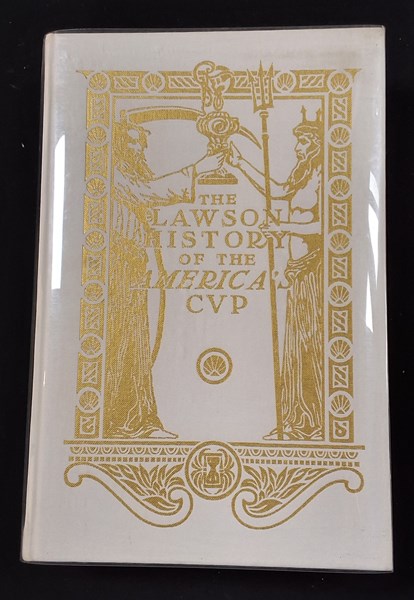 THE
LAWSON
HISTORY
OF THE
AMERICA'S
CVP